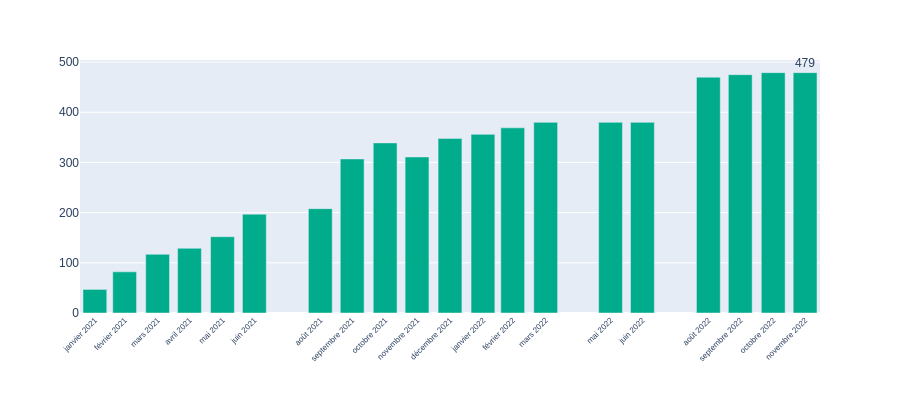 500
400
300
200
100
0
479
janvier 2021
février 2021
mars 2021
avril 2021
mai 2021
juin 2021
août 2021
septembre 2021
octobre 2021
novembre 2021
décembre 2021
janvier 2022
février 2022
mars 2022
mai 2022
juin 2022
août 2022
septembre 2022
octobre 2022
novembre 2022